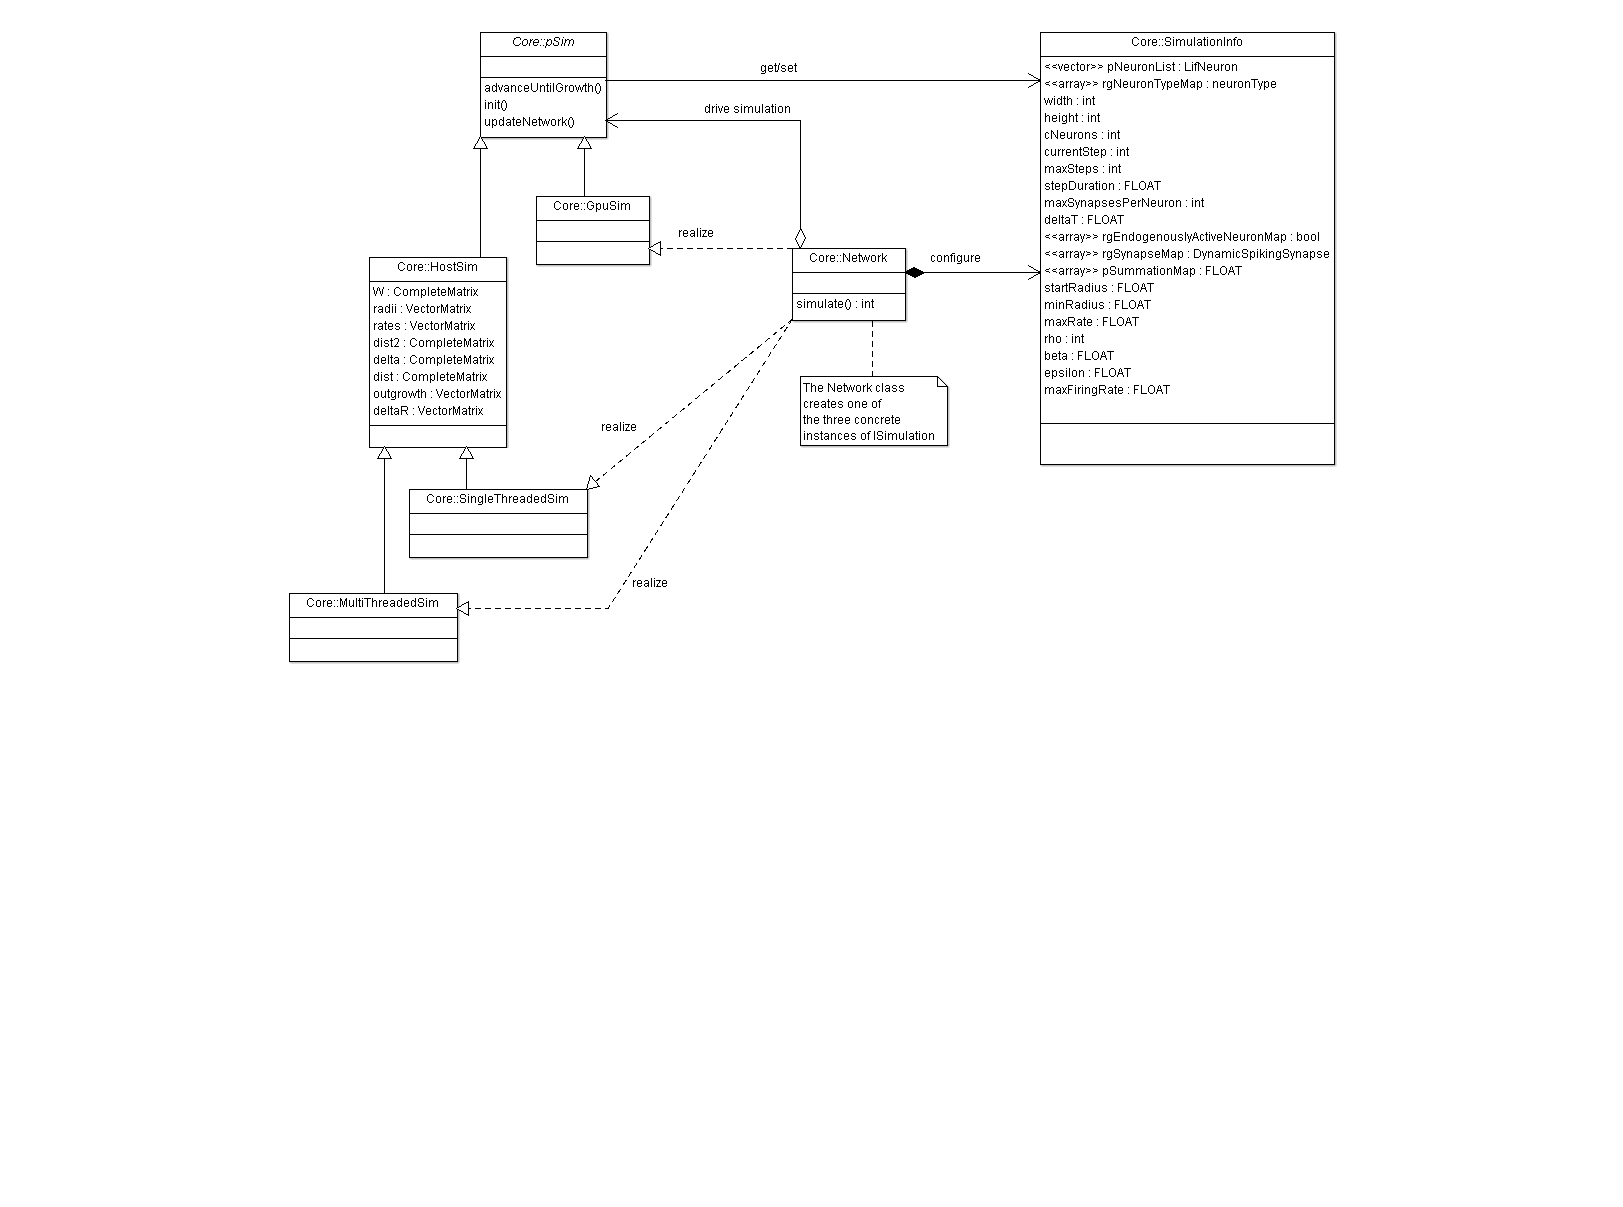 Core::pSim
advanceUntilGrowth()
init()
updateNetwork()
get/set
drive simulation
Core::SimulationInfo
<<vector>> pNeuronList : LifNeuron
<<array>> rgNeuronTypeMap : neuronType
width : int
height : int
cNeurons : int
currentStep : int
maxSteps : int
stepDuration : FLOAT
maxSynapsesPerNeuron : int
deltaT : FLOAT
<<array>> rgEndogenouslyActiveNeuronMap : bool
<<array>> rgSynapseMap : DynamicSpikingSynapse
<<array>> pSummationMap : FLOAT
startRadius : FLOAT
minRadius : FLOAT
maxRate : FLOAT
rho : int
beta : FLOAT
epsilon : FLOAT
maxFiringRate : FLOAT
Core::GpuSim
realize
Core::Network
simulate() : int
configure
Core::HostSim
W : CompleteMatrix
radii : VectorMatrix
rates : VectorMatrix
dist2 : CompleteMatrix
delta : CompleteMatrix
dist : CompleteMatrix
outgrowth : VectorMatrix
deltaR : VectorMatrix
The Network class
creates one of
the three concrete
instances of ISimulation
realize
Core::SingleThreadedSim
realize
Core::MultiThreadedSim